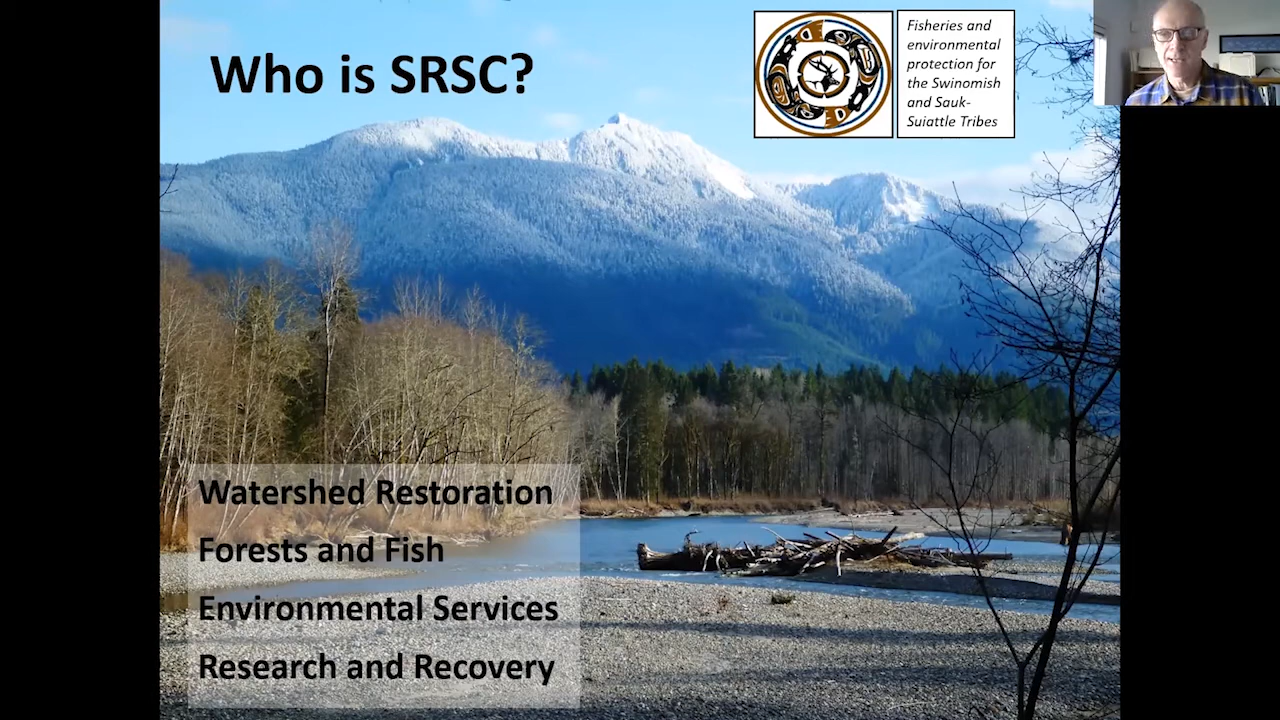 Who is SRSC?
Fisheries and
environmental
protection for
the Swinomish
and Sauk-
Suiattle Tribes
Watershed Restoration
Forests and Fish
Environmental Services
Research and Recovery